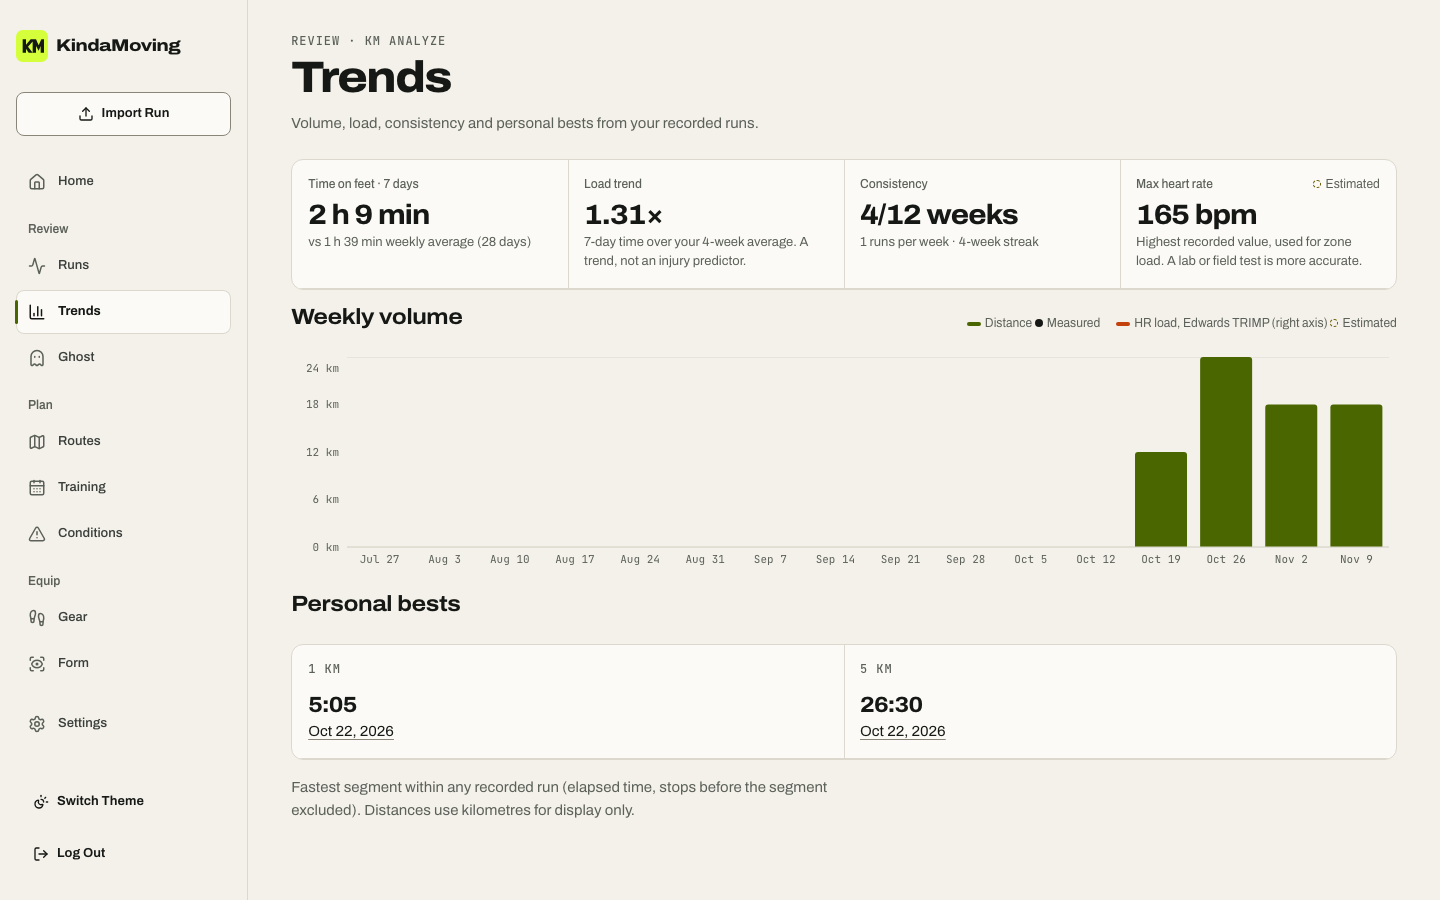 KM KindaMoving
Import Run
Home
Review
Runs
Trends
Ghost
Plan
Routes
Training
Conditions
Equip
Gear
Form
Settings
Switch Theme
Log Out
REVIEW · KM ANALYZE
Trends
Volume, load, consistency and personal bests from your recorded runs.
Time on feet · 7 days
2 h 9 min
vs 1 h 39 min weekly average (28 days)
Load trend
1.31×
7-day time over your 4-week average. A
trend, not an injury predictor.
Consistency
4/12 weeks
1 runs per week · 4-week streak
Max heart rate
Estimated
165 bpm
Highest recorded value, used for zone
load. A lab or field test is more accurate.
Weekly volume
Distance Measured HR load, Edwards TRIMP (right axis) Estimated
24 km
18 km
12 km
6 km
0 km
Jul 27 Aug 3 Aug 10 Aug 17 Aug 24 Aug 31 Sep 7 Sep 14 Sep 21 Sep 28 Oct 5 Oct 12 Oct 19 Oct 26 Nov 2 Nov 9
Personal bests
1 KM
5:05
Oct 22, 2026
5 KM
26:30
Oct 22, 2026
Fastest segment within any recorded run (elapsed time, stops before the segment
excluded). Distances use kilometres for display only.